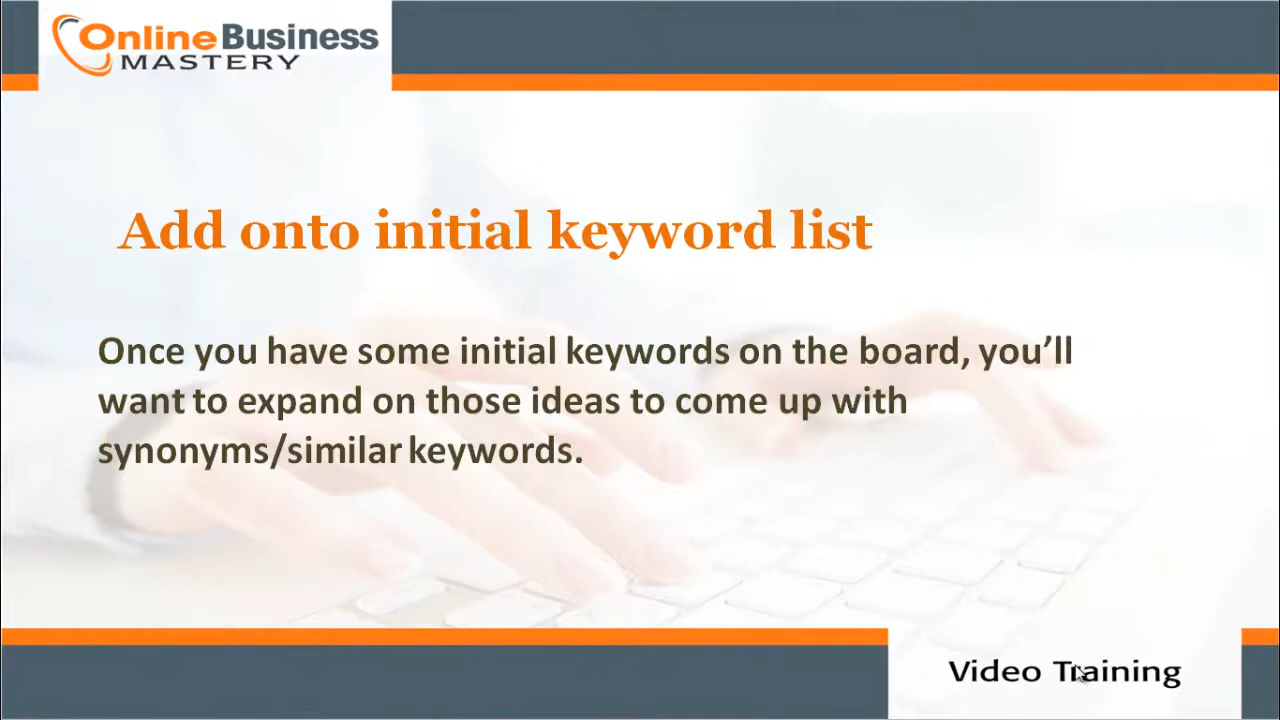 Online Business
MASTERY
Add onto initial keyword list
Once you have some initial keywords on the board, you’ll
want to expand on those ideas to come up with
synonyms/similar keywords.
Video Training